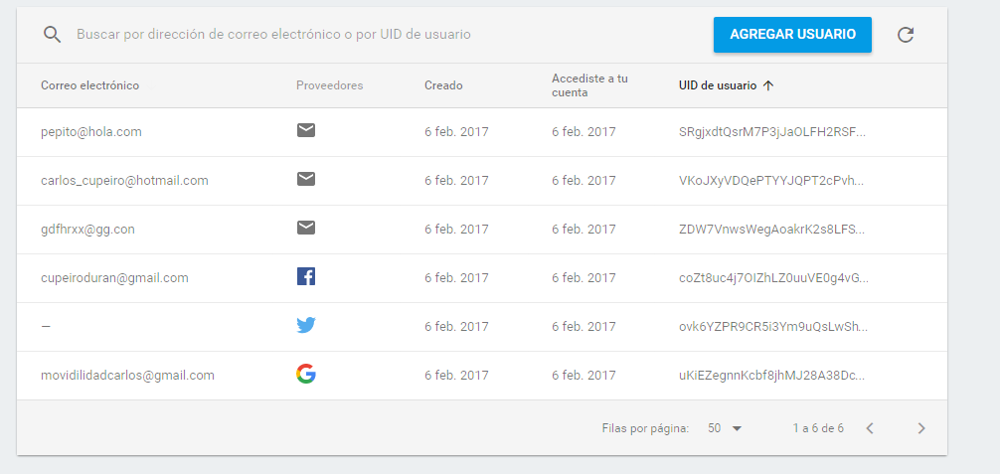 Buscar por dirección de correo electrónico o por UID de usuario AGREGAR USUARIO
Correo electrónico Proveedores Creado Accediste a tu cuenta UID de usuario
pepito@hola.com 6 feb. 2017 6 feb. 2017 SRgjxdtQsrM7P3jJaOLFH2RSF...
carlos_cupeiro@hotmail.com 6 feb. 2017 6 feb. 2017 VKoJXyVDQePTYYJQPT2cPvh...
gdfhrxx@gg.con 6 feb. 2017 6 feb. 2017 ZDW7VnwsWegAoakrK2s8LFS...
cupeiroduran@gmail.com 6 feb. 2017 6 feb. 2017 coZt8uc4j7OIZhLZ0uuVE0g4vG...
— 6 feb. 2017 6 feb. 2017 ovk6YZPR9CR5i3Ym9uQsLwSh...
movidilidadcarlos@gmail.com 6 feb. 2017 6 feb. 2017 uKiEZegnnKcbf8jhMJ28A38Dc...
Filas por página: 50 1 a 6 de 6